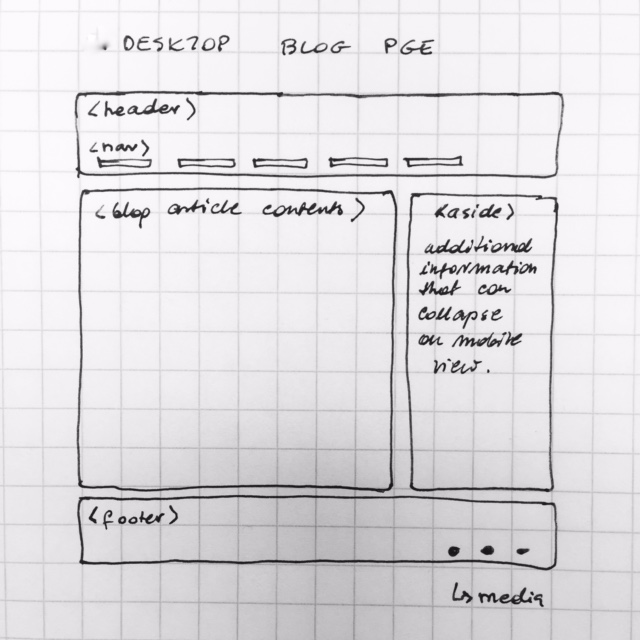 DESKTOP BLOG PGE
<header>
<nav>
<blog article contents>
<aside>
additional
information
that can
collapse
on mobile
view.
<footer>
↳ media